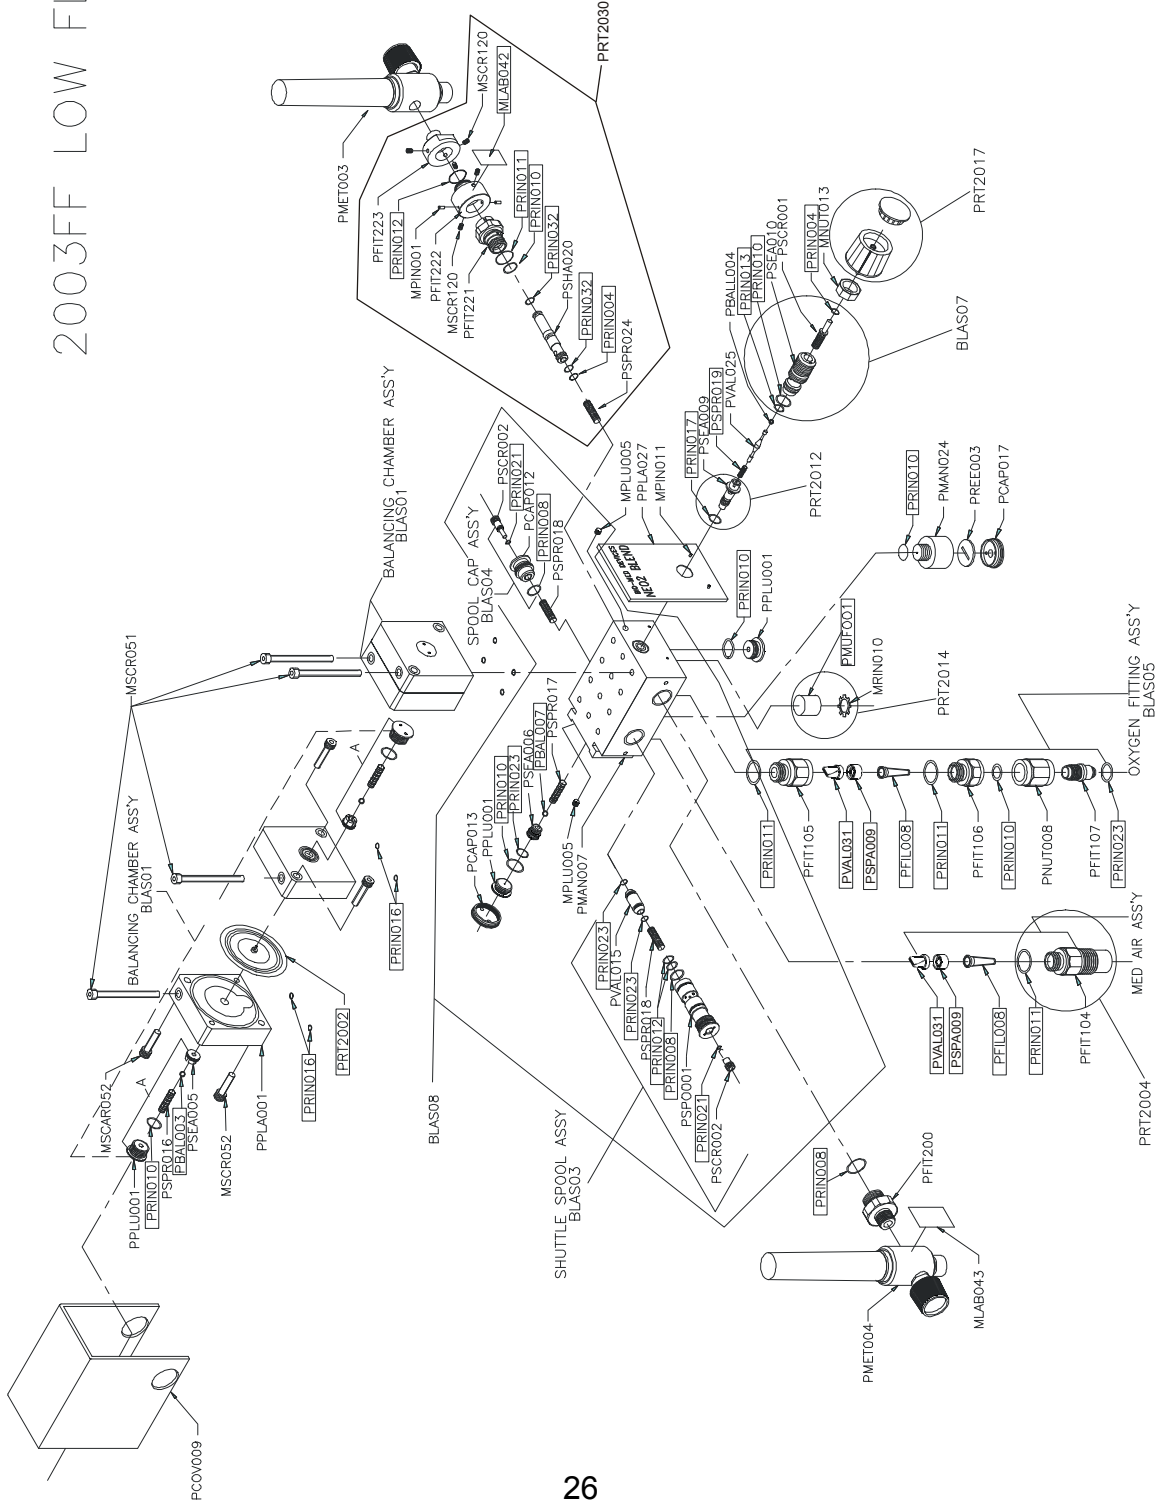 2003FF LOW FL
PRT2030
MSCR120
MLAB042
PMET003
PFIT223
PRIN012
MPIN001
PFIT222
MSCR120
PFIT221
PRIN011
PRIN010
PRIN032
PSHA020
PRIN032
PRIN004
PSPR024
PRT2017
MNUT013
PRIN004
PSCR001
PSEA010
PRIN010
PRIN013
PBALL004
BLAS07
PVAL025
PSPR019
PSEA009
PRIN017
PRT2012
BALANCING CHAMBER ASS'Y
BLAS01
SPOOL CAP ASS'Y
BLAS04
PSCR002
PRIN021
PCAP012
PRIN008
PSPR018
MPLU005
PPLA027
MPIN011
BIO-MED DEVICES
NEO2 BLEND
PRIN010
PPLU001
PRIN010
PMAN024
PREE003
PCAP017
PMUF001
MRIN010
PRT2014
OXYGEN FITTING ASS'Y
BLAS05
MSCR051
A
BALANCING CHAMBER ASS'Y
BLAS01
PRIN016
PRIN016
PRT2002
MSCAR052
A
PPLU001
PRIN010
PSPR016
PBAL003
PSEA005
MSCR052
PPLA001
BLAS08
PCAP013
PPLU001
PRIN010
PRIN023
PSEA006
PBAL007
PSPR017
MPLU005
PMAN007
PRIN023
PVAL015
PRIN023
PSPR018
PRIN012
PRIN008
PSPO001
PRIN021
PSCR002
SHUTTLE SPOOL ASSY
BLAS03
PRIN011
PFIT105
PVAL031
PSPA009
PFIL008
PRIN011
PFIT106
PRIN010
PNUT008
PFIT107
PRIN023
PVAL031
PSPA009
PFIL008
PRIN011
PFIT104
MED AIR ASS'Y
PRT2004
PRIN008
PFIT200
MLAB043
PMET004
PCOV009
26